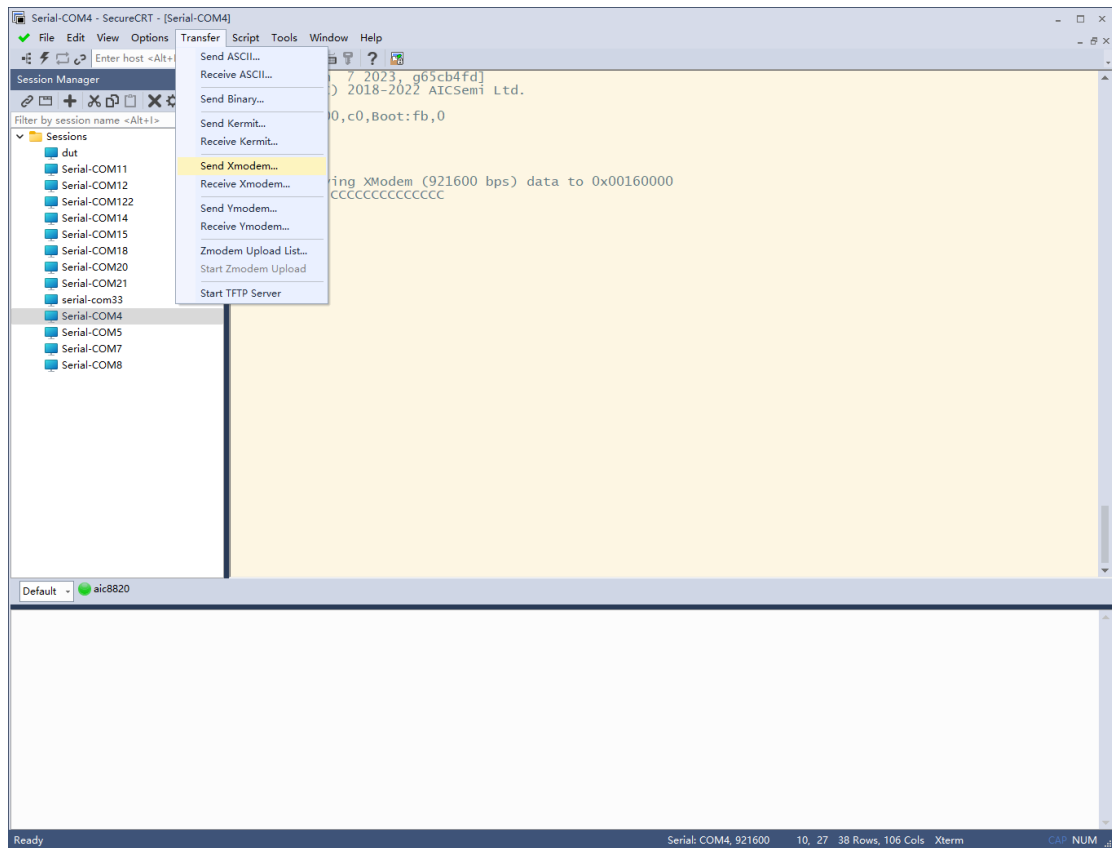 Serial-COM4 - SecureCRT - [Serial-COM4]
File Edit View Options Transfer Script Tools Window Help
Enter host <Alt+
Session Manager
Filter by session name <Alt+I>
Sessions
dut
Serial-COM11
Serial-COM12
Serial-COM122
Serial-COM14
Serial-COM15
Serial-COM18
Serial-COM20
Serial-COM21
serial-com33
Serial-COM4
Serial-COM5
Serial-COM7
Serial-COM8
Send ASCII...
Receive ASCII...
Send Binary...
Send Kermit...
Receive Kermit...
Send Xmodem...
Receive Xmodem...
Send Ymodem...
Receive Ymodem...
Zmodem Upload List...
Start Zmodem Upload
Start TFTP Server
7 2023, g65cb4fd]
) 2018-2022 AICSemi Ltd.
0,c0,Boot:fb,0
ing XModem (921600 bps) data to 0x00160000
CCCCCCCCCCCCCCC
Default aic8820
Ready Serial: COM4, 921600 10, 27 38 Rows, 106 Cols Xterm CAP NUM